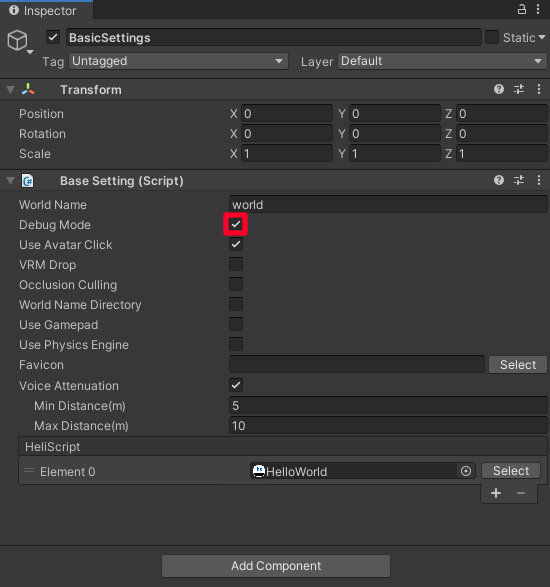 Inspector
BasicSettings Static
Tag Untagged Layer Default
Transform
Position X 0 Y 0 Z 0
Rotation X 0 Y 0 Z 0
Scale X 1 Y 1 Z 1
Base Setting (Script)
World Name world
Debug Mode
Use Avatar Click
VRM Drop
Occlusion Culling
World Name Directory
Use Gamepad
Use Physics Engine
Favicon Select
Voice Attenuation
Min Distance(m) 5
Max Distance(m) 10
HeliScript
Element 0 HelloWorld Select
+ −
Add Component